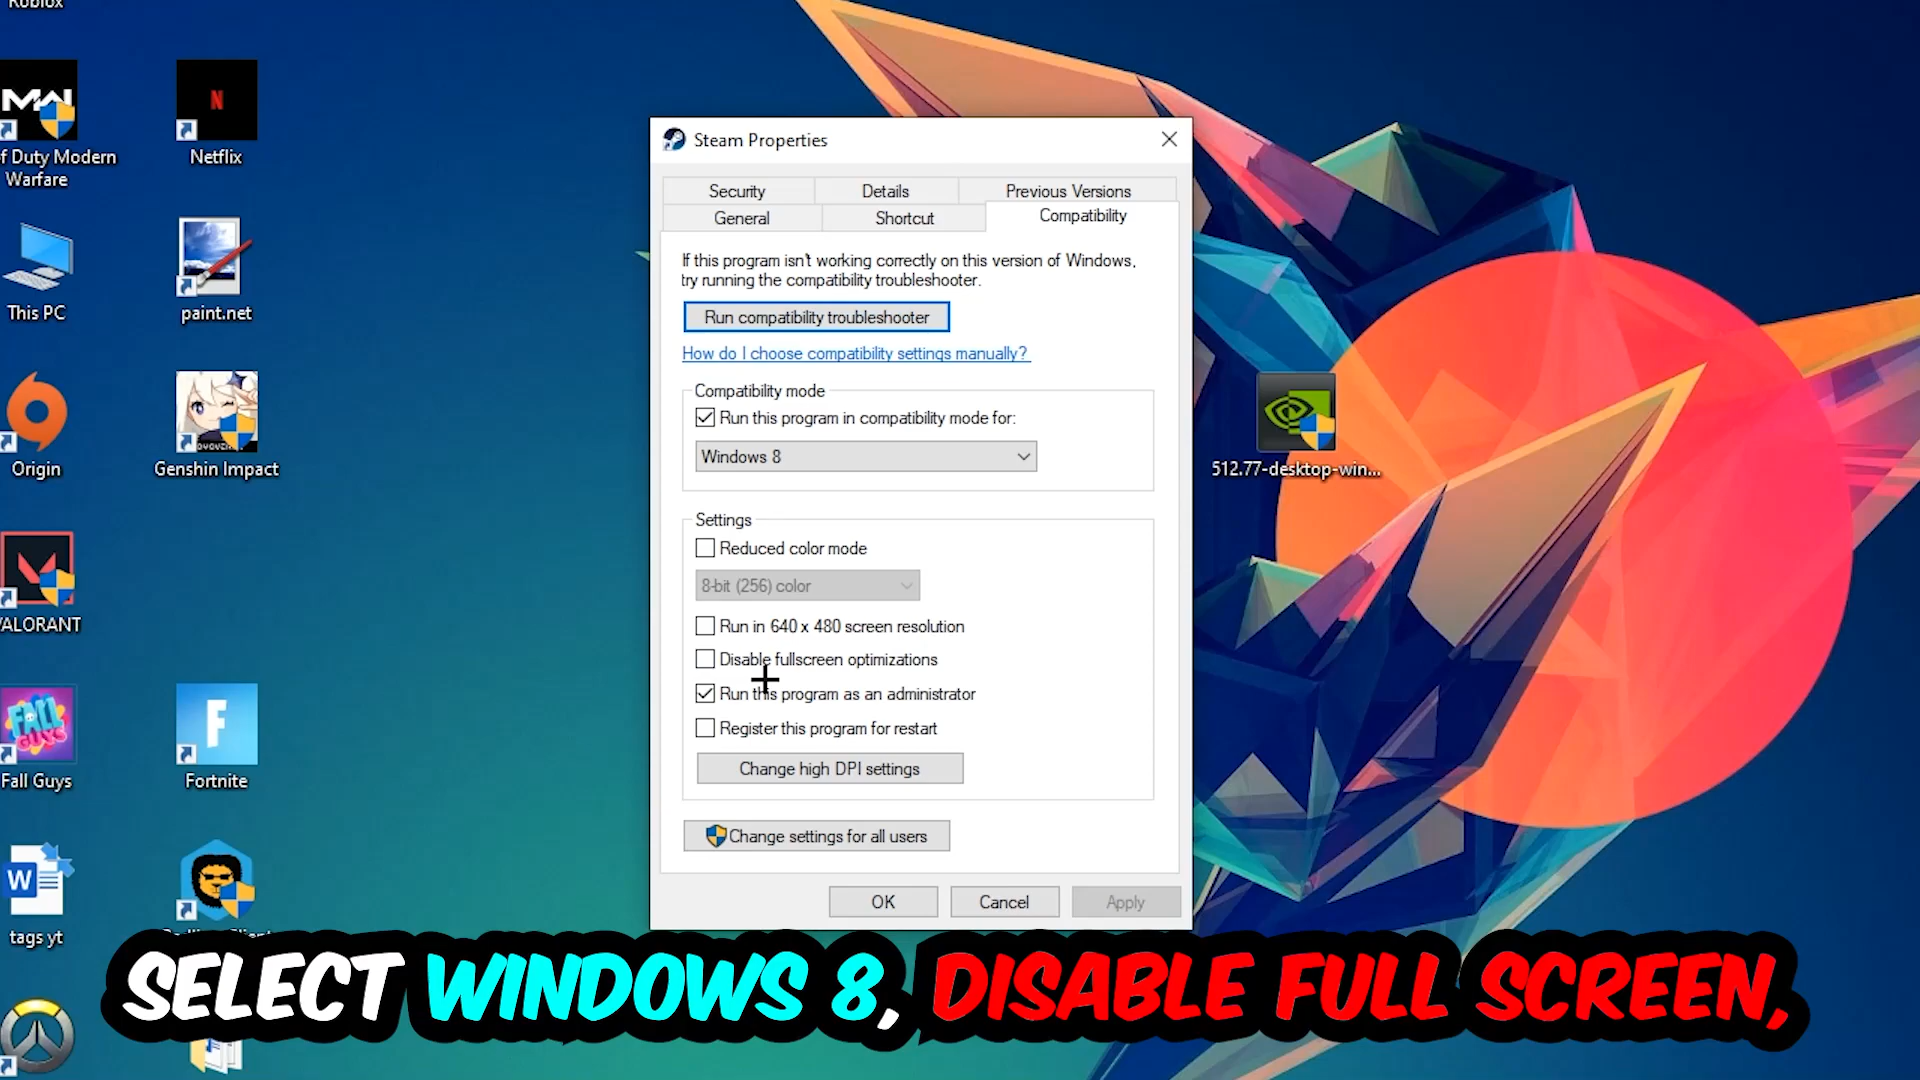 Roblox
MW
f Duty Modern
Warfare
N
Netflix
This PC
paint.net
Origin
Genshin Impact
VALORANT
FALL
GUYS
Fall Guys
F
Fortnite
W
tags yt
Steam Properties
Security
Details
Previous Versions
General
Shortcut
Compatibility
If this program isn't working correctly on this version of Windows,
try running the compatibility troubleshooter.
Run compatibility troubleshooter
How do I choose compatibility settings manually?
Compatibility mode
Run this program in compatibility mode for:
Windows 8
Settings
Reduced color mode
8-bit (256) color
Run in 640 x 480 screen resolution
Disable fullscreen optimizations
Run this program as an administrator
Register this program for restart
Change high DPI settings
Change settings for all users
OK
Cancel
Apply
512.77-desktop-win...
SELECT WINDOWS 8, DISABLE FULL SCREEN,